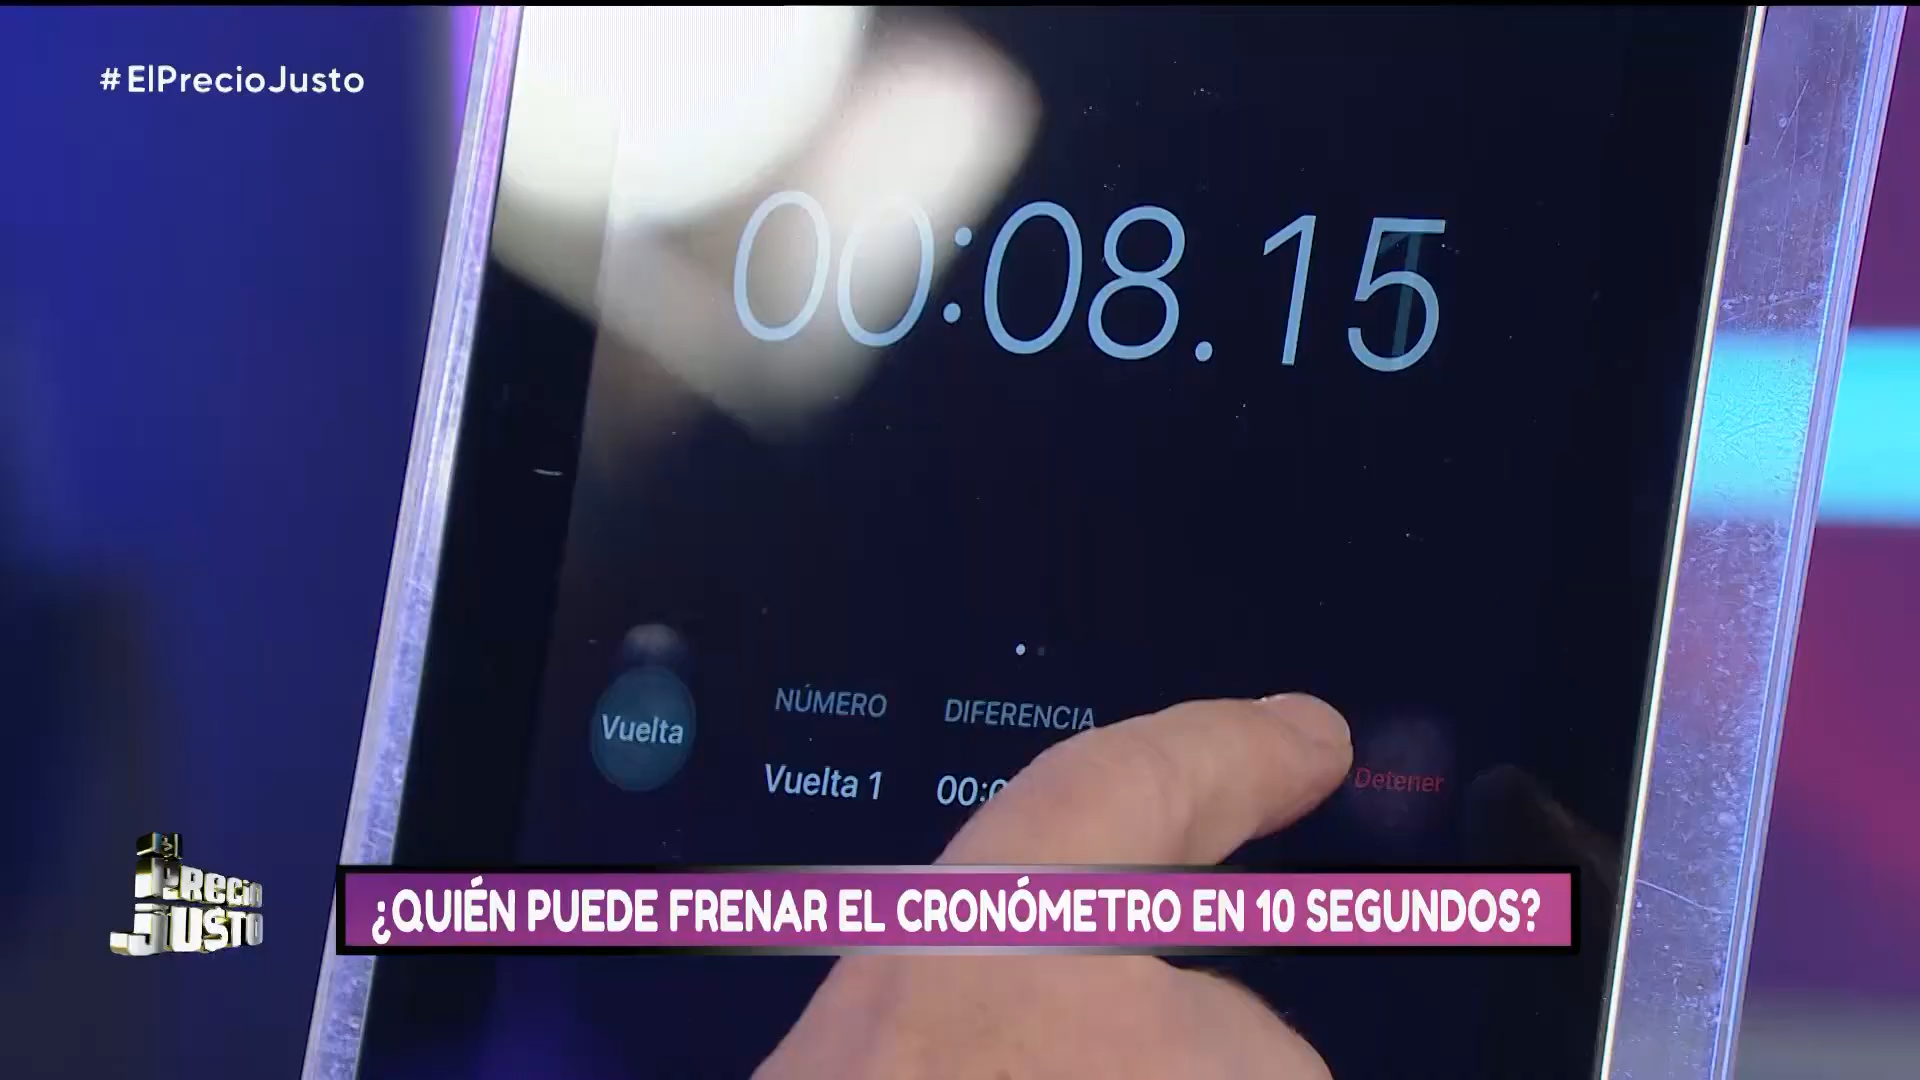 #ElPrecioJusto
00:08.15
NÚMERO DIFERENCIA
Vuelta
Vuelta 1
Detener
El Precio Justo
¿QUIÉN PUEDE FRENAR EL CRONÓMETRO EN 10 SEGUNDOS?